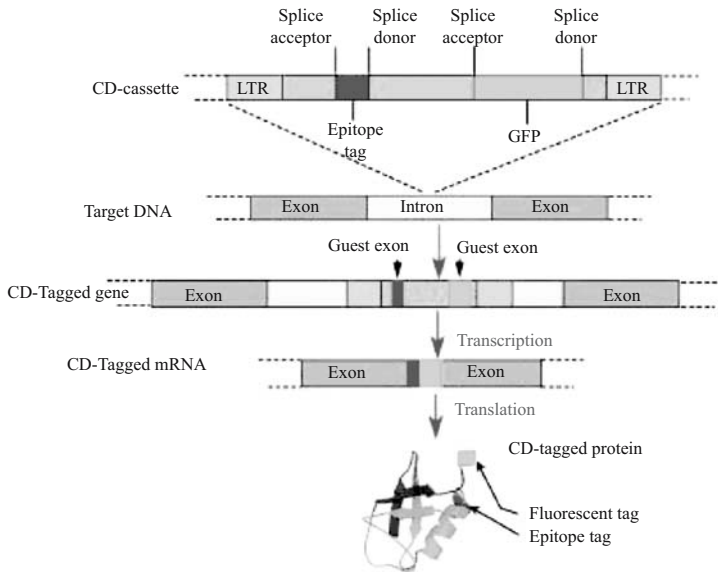 Splice
acceptor
Splice
donor
Splice
acceptor
Splice
donor
CD-cassette
LTR
LTR
Epitope
tag
GFP
Target DNA
Exon
Intron
Exon
Guest exon
Guest exon
CD-Tagged gene
Exon
Exon
Transcription
CD-Tagged mRNA
Exon
Exon
Translation
CD-tagged protein
Fluorescent tag
Epitope tag